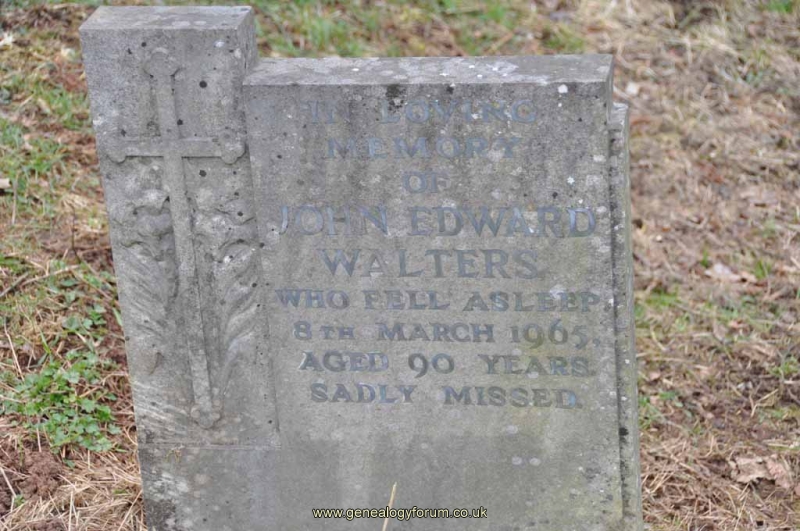 IN LOVING
MEMORY
OF
JOHN EDWARD
WALTERS
WHO FELL ASLEEP
8TH MARCH 1965,
AGED 90 YEARS.
SADLY MISSED.
www.genealogyforum.co.uk